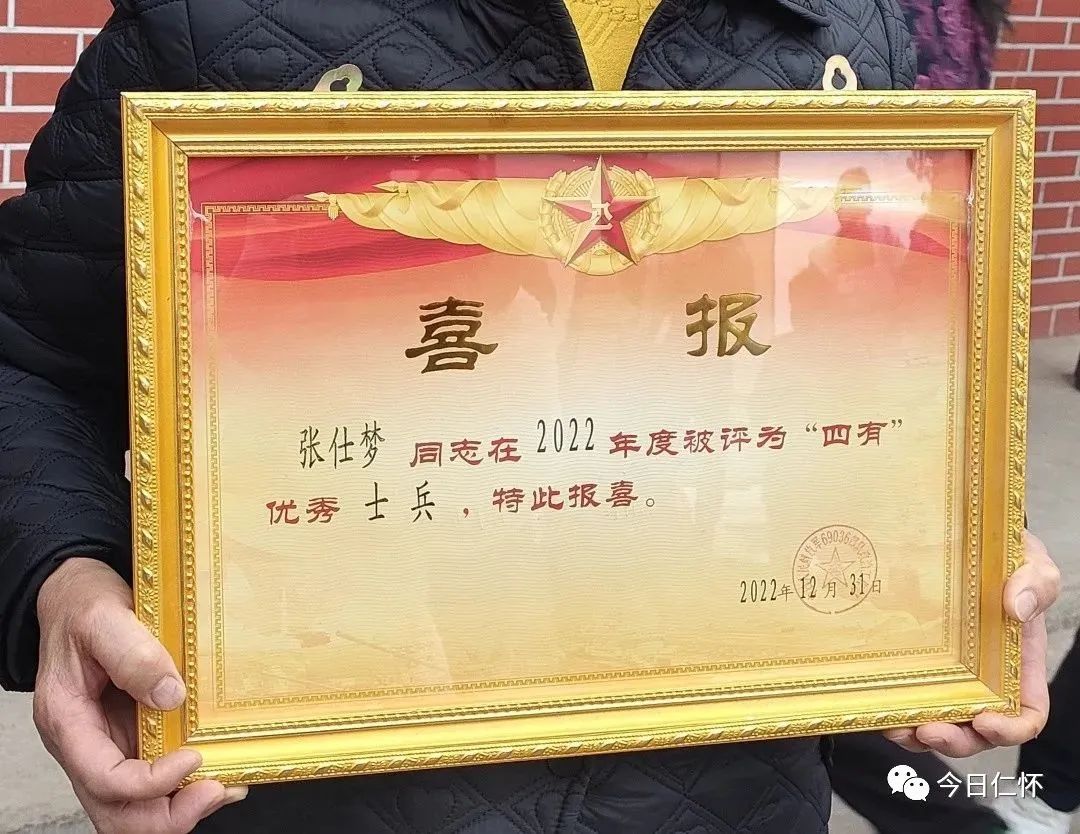 喜报
张仕梦 同志在 2022 年度被评为“四有”
优秀 士兵 ，特此报喜。
69036
2022年12月31日
今日仁怀